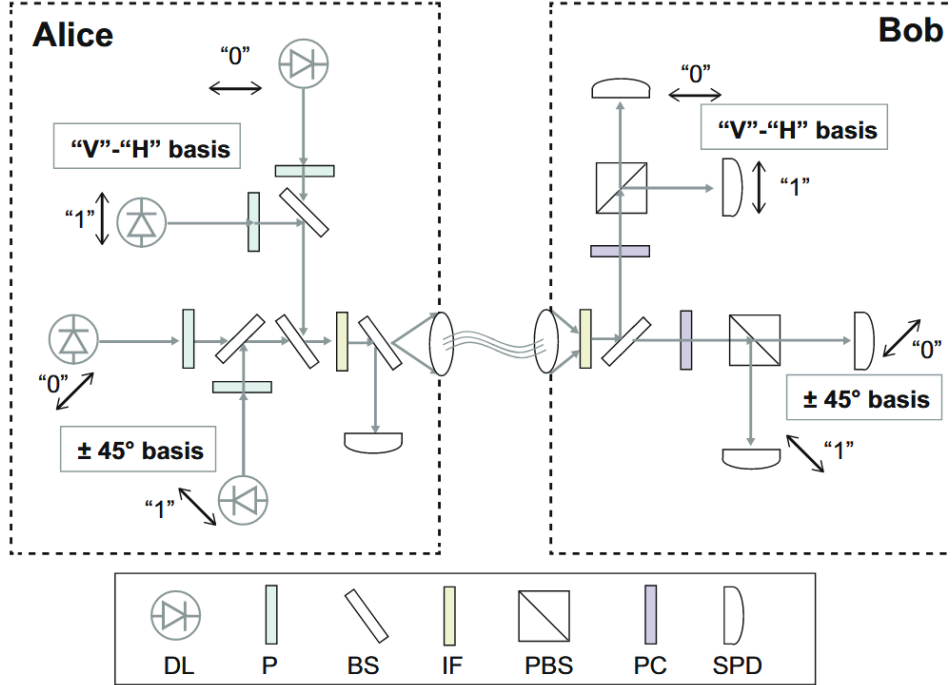 Alice
Bob
“0”
“V”-“H” basis
“1”
“0”
± 45° basis
“1”
“0”
“V”-“H” basis
“1”
“0”
± 45° basis
“1”
DL
P
BS
IF
PBS
PC
SPD